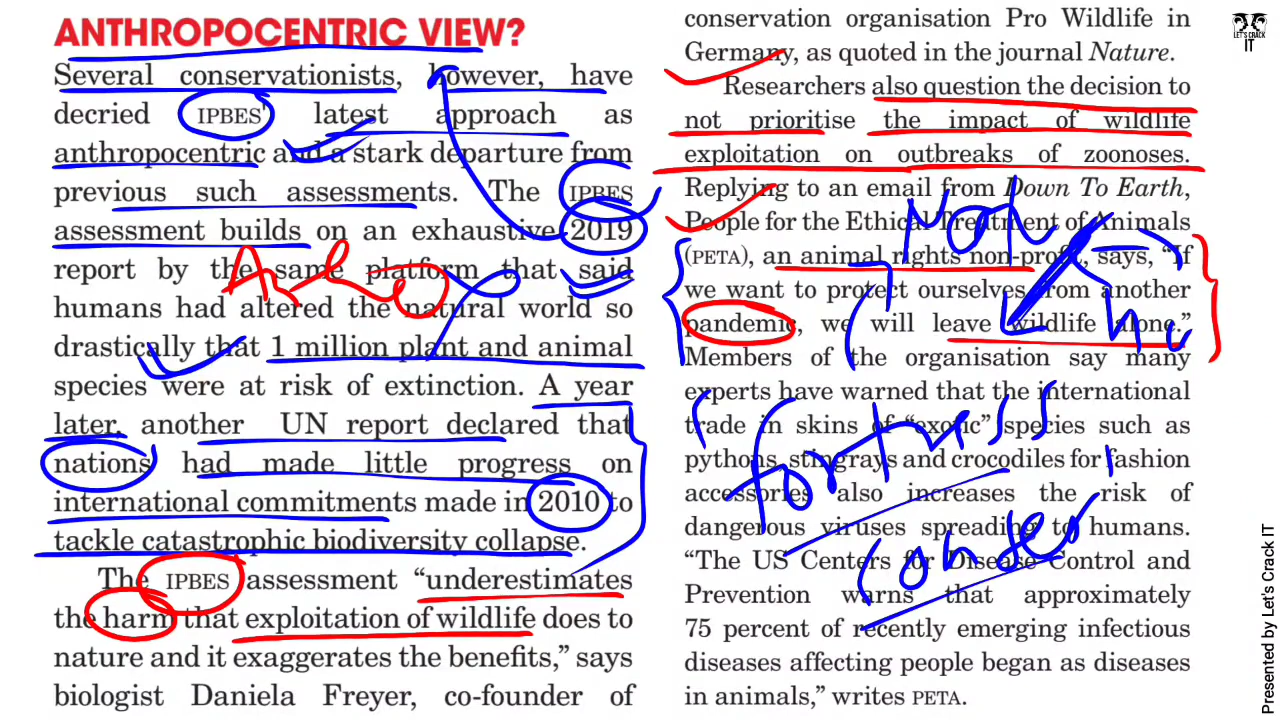 ANTHROPOCENTRIC VIEW?
Several conservationists, however, have
decried IPBES' latest approach as
anthropocentric and a stark departure from
previous such assessments. The IPBES
assessment builds on an exhaustive 2019
report by the same platform that said
humans had altered the natural world so
drastically that 1 million plant and animal
species were at risk of extinction. A year
later, another UN report declared that
nations had made little progress on
international commitments made in 2010 to
tackle catastrophic biodiversity collapse.
The IPBES assessment “underestimates
the harm that exploitation of wildlife does to
nature and it exaggerates the benefits,” says
biologist Daniela Freyer, co-founder of
conservation organisation Pro Wildlife in
Germany, as quoted in the journal Nature.
Researchers also question the decision to
not prioritise the impact of wildlife
exploitation on outbreaks of zoonoses.
Replying to an email from Down To Earth,
People for the Ethical Treatment of Animals
(PETA), an animal rights non-profit, says, “If
we want to protect ourselves from another
pandemic, we will leave wildlife alone.”
Members of the organisation say many
experts have warned that the international
trade in skins of “exotic” species such as
pythons, stingrays and crocodiles for fashion
accessories also increases the risk of
dangerous viruses spreading to humans.
“The US Centers for Disease Control and
Prevention warns that approximately
75 percent of recently emerging infectious
diseases affecting people began as diseases
in animals,” writes PETA.
LET'S CRACK
IT
Presented by Let's Crack IT